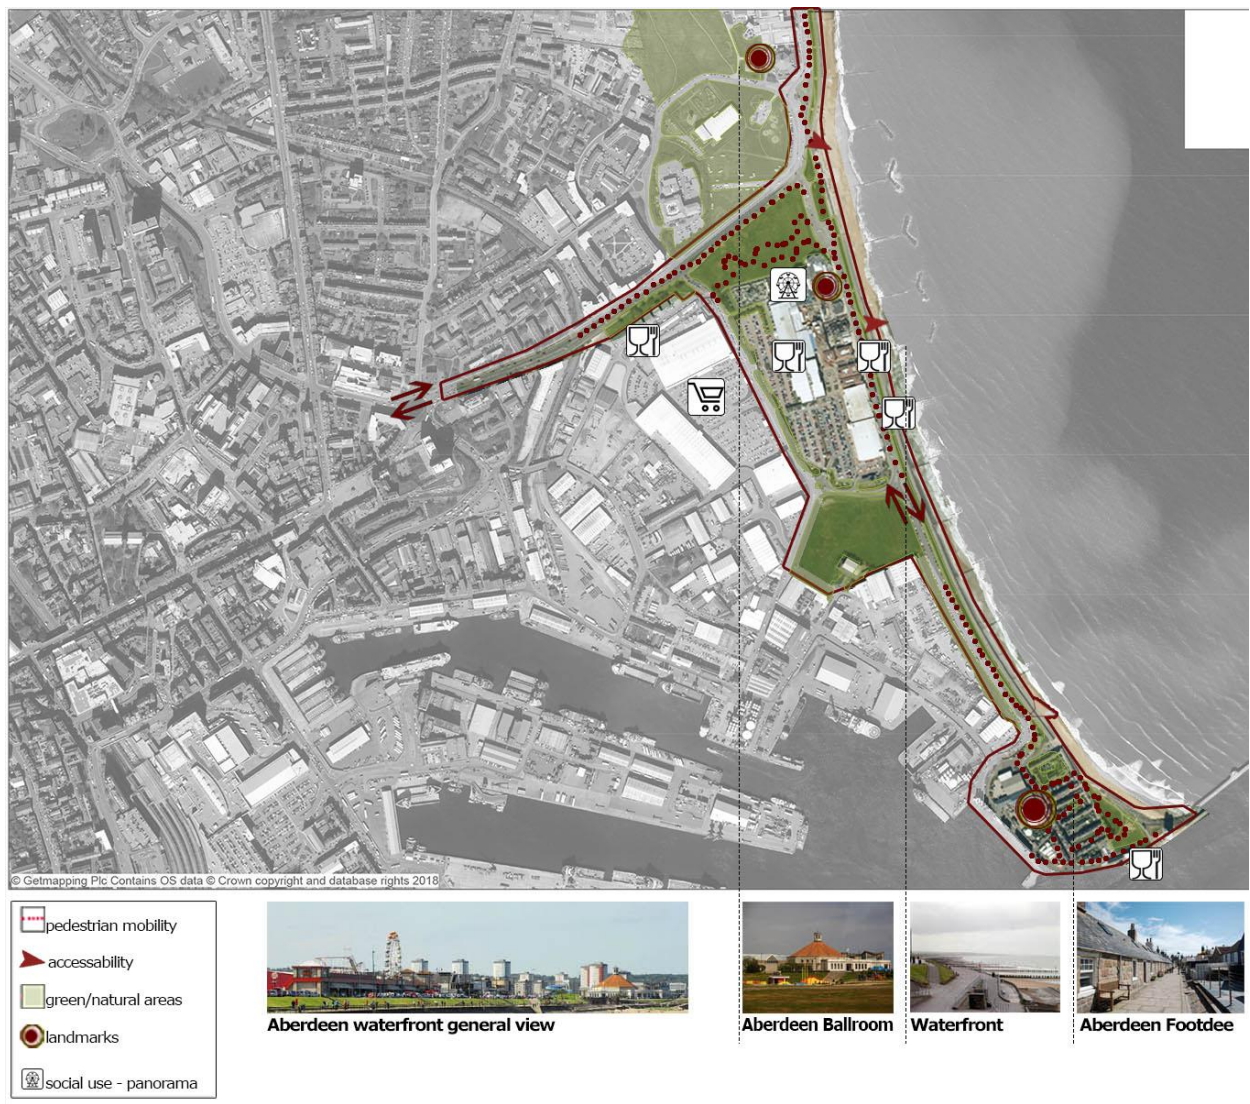 © Getmapping Plc Contains OS data © Crown copyright and database rights 2018
pedestrian mobility
accessability
green/natural areas
landmarks
social use - panorama
Aberdeen waterfront general view
Aberdeen Ballroom
Waterfront
Aberdeen Footdee